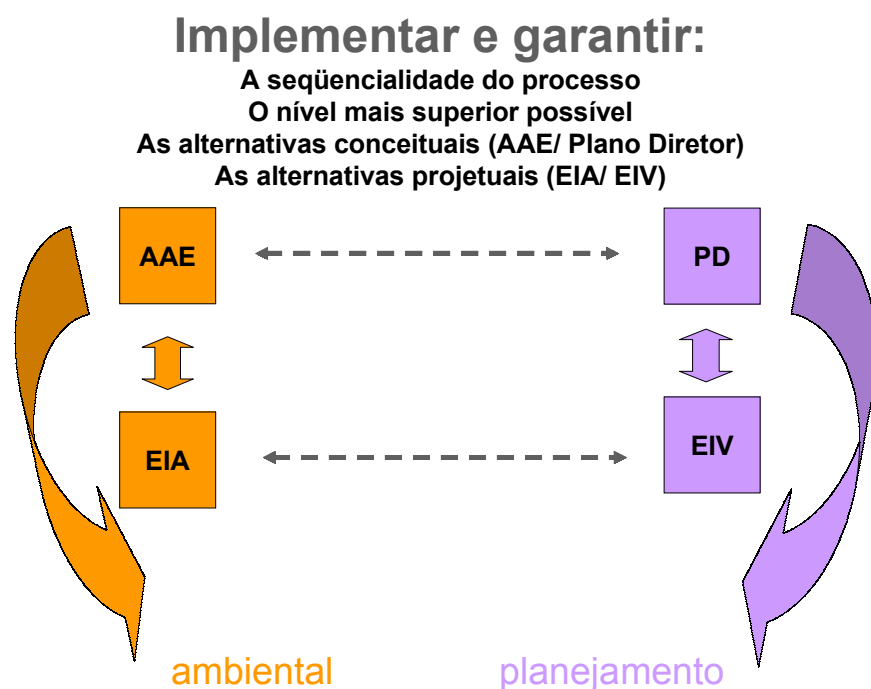 Implementar e garantir:
A seqüencialidade do processo
O nível mais superior possível
As alternativas conceituais (AAE/ Plano Diretor)
As alternativas projetuais (EIA/ EIV)
AAE
PD
EIA
EIV
ambiental
planejamento